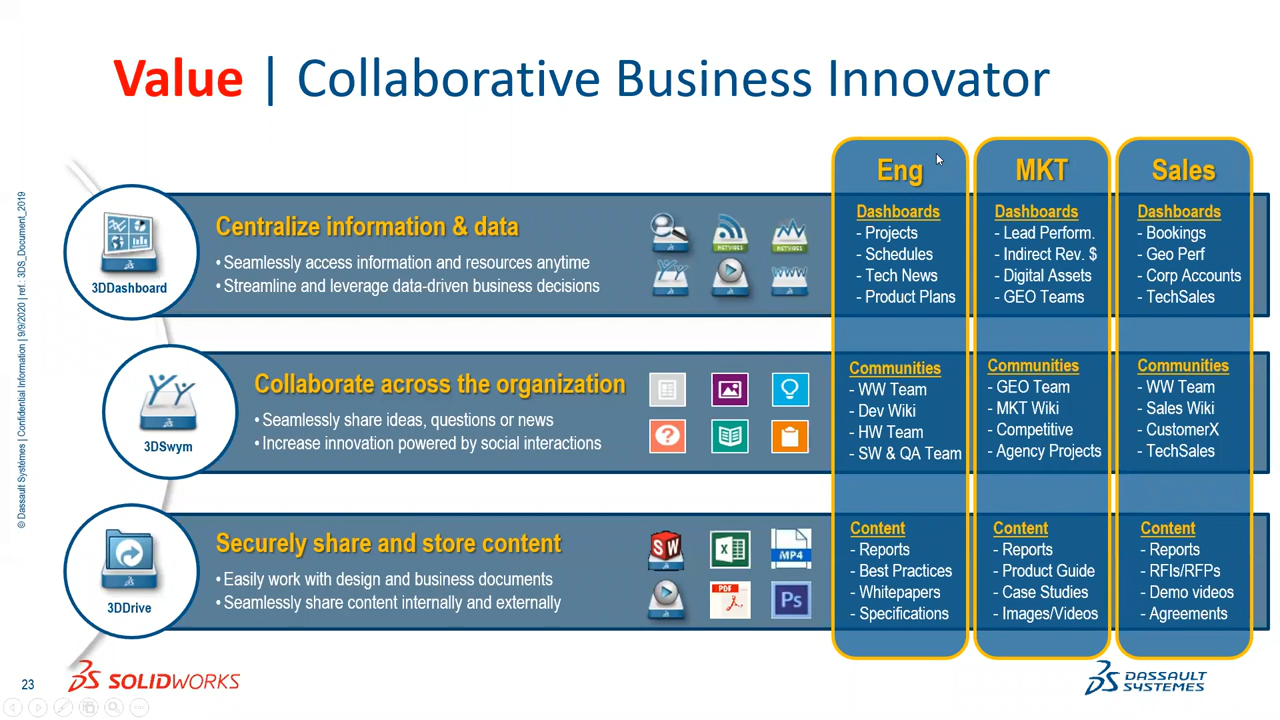 Value | Collaborative Business Innovator
© Dassault Systèmes | Confidential Information | 9/9/2020 | ref.: 3DS_Document_2019
3DDashboard
Centralize information & data
• Seamlessly access information and resources anytime
• Streamline and leverage data-driven business decisions
NETVIBES
NETVIBES
Eng
Dashboards
- Projects
- Schedules
- Tech News
- Product Plans
MKT
Dashboards
- Lead Perform.
- Indirect Rev. $
- Digital Assets
- GEO Teams
Sales
Dashboards
- Bookings
- Geo Perf
- Corp Accounts
- TechSales
3DSwym
Collaborate across the organization
• Seamlessly share ideas, questions or news
• Increase innovation powered by social interactions
?
Communities
- WW Team
- Dev Wiki
- HW Team
- SW & QA Team
Communities
- GEO Team
- MKT Wiki
- Competitive
- Agency Projects
Communities
- WW Team
- Sales Wiki
- CustomerX
- TechSales
3DDrive
Securely share and store content
• Easily work with design and business documents
• Seamlessly share content internally and externally
SW
X
MP4
PDF
Ps
Content
- Reports
- Best Practices
- Whitepapers
- Specifications
Content
- Reports
- Product Guide
- Case Studies
- Images/Videos
Content
- Reports
- RFIs/RFPs
- Demo videos
- Agreements
23
SOLIDWORKS
DASSAULT
SYSTEMES